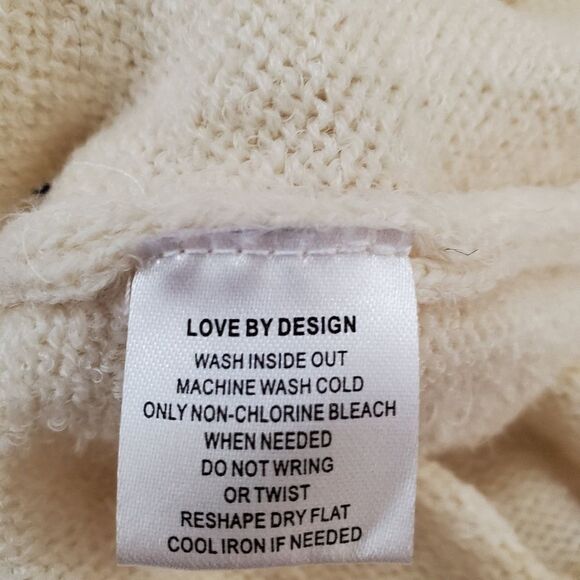 LOVE BY DESIGN
WASH INSIDE OUT
MACHINE WASH COLD
ONLY NON-CHLORINE BLEACH
WHEN NEEDED
DO NOT WRING
OR TWIST
RESHAPE DRY FLAT
COOL IRON IF NEEDED